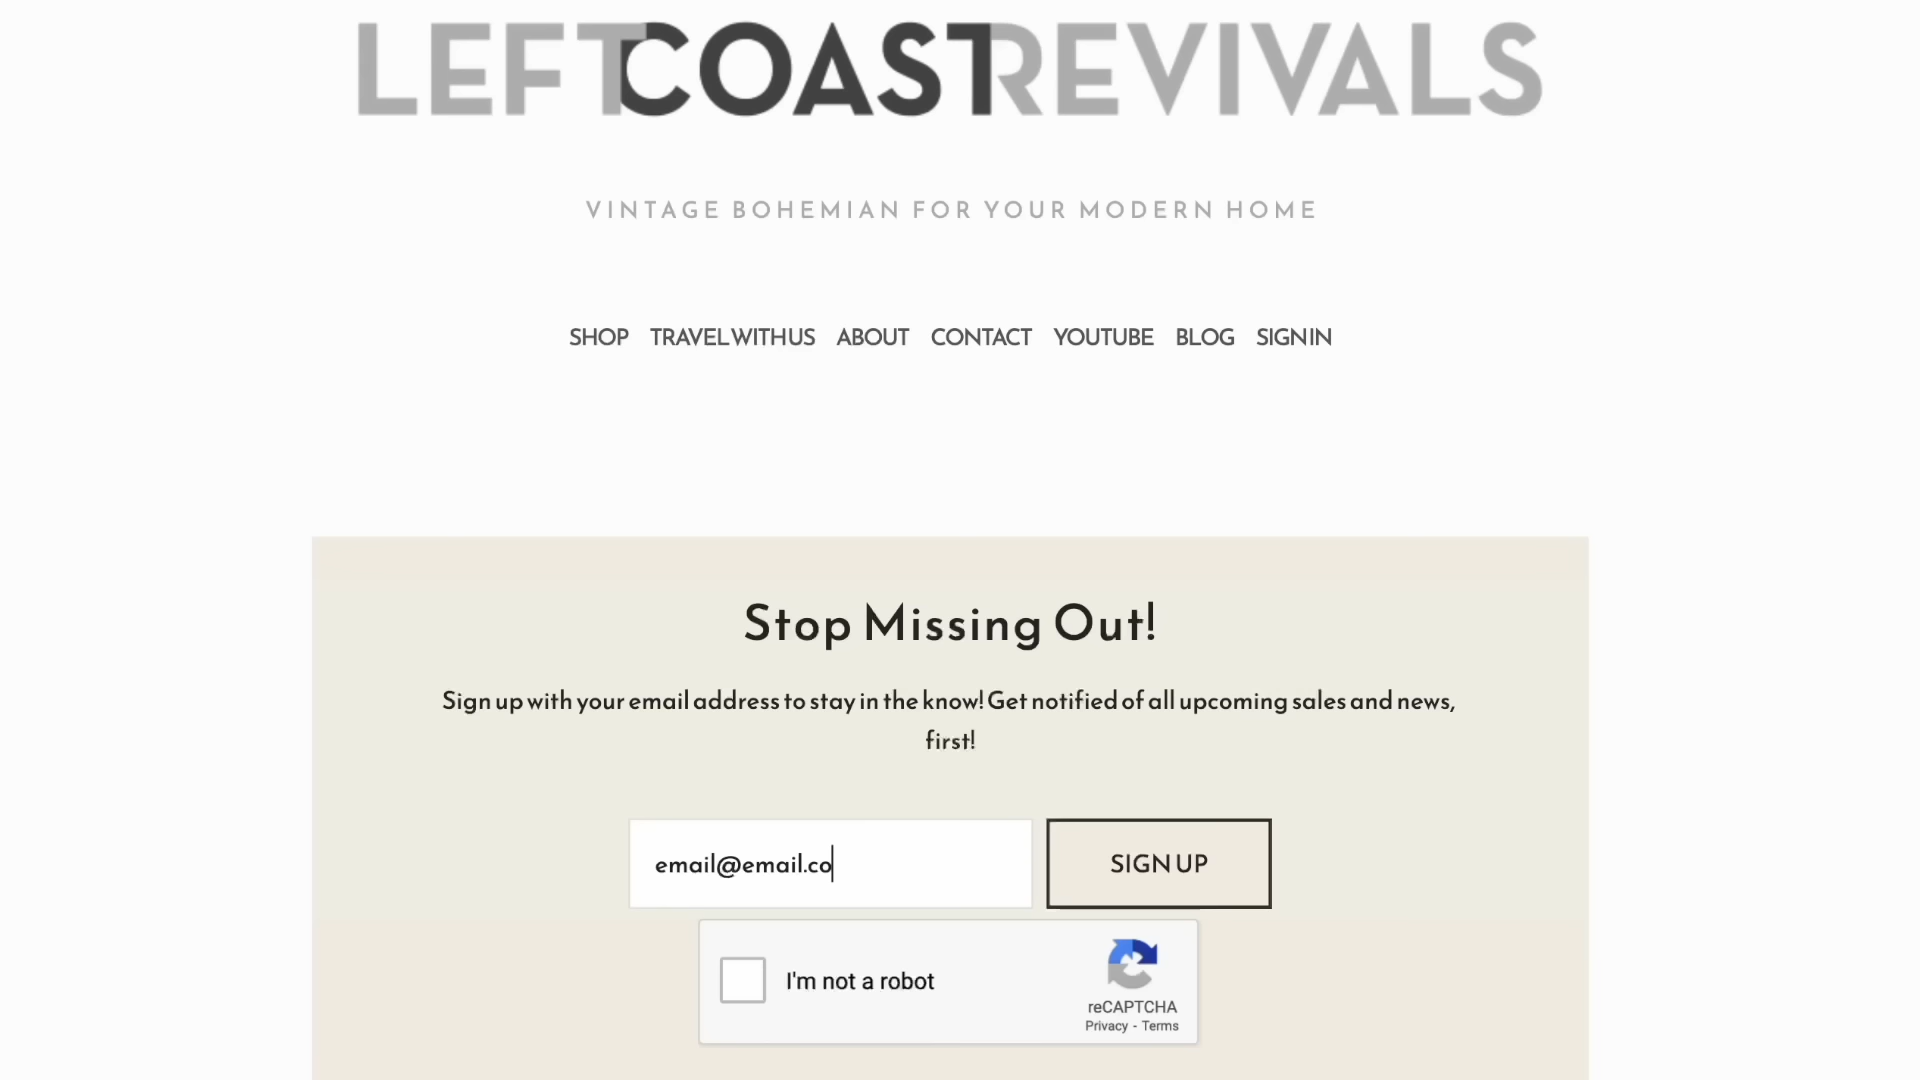 LEFTCOASTREVIVALS
VINTAGE BOHEMIAN FOR YOUR MODERN HOME
SHOP TRAVEL WITH US ABOUT CONTACT YOUTUBE BLOG SIGN IN
Stop Missing Out!
Sign up with your email address to stay in the know! Get notified of all upcoming sales and news,
first!
email@email.co SIGN UP
I'm not a robot
reCAPTCHA
Privacy - Terms